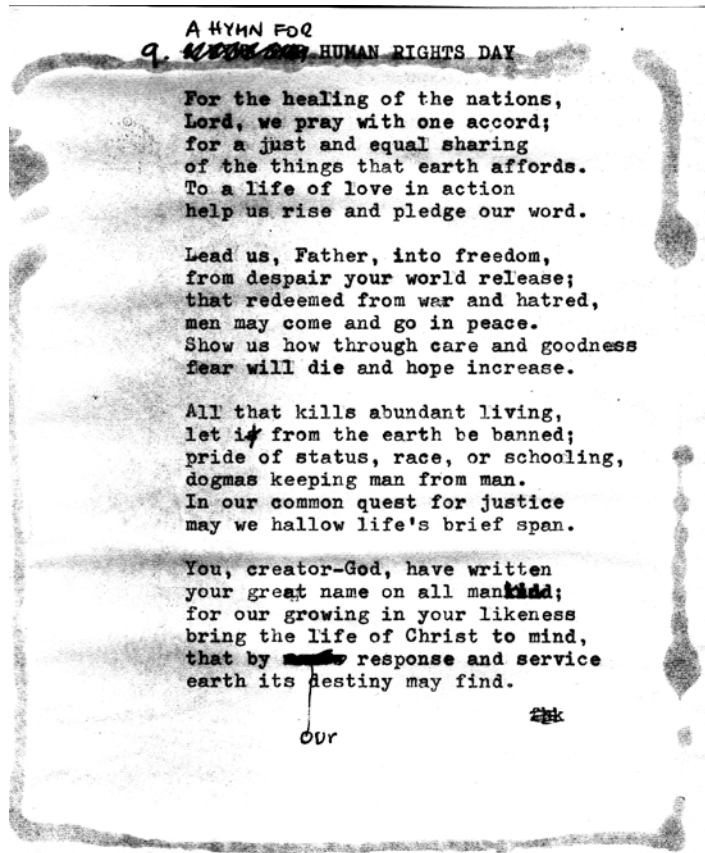 A HYMN FOR
9. HUMAN RIGHTS DAY
For the healing of the nations,
Lord, we pray with one accord;
for a just and equal sharing
of the things that earth affords.
To a life of love in action
help us rise and pledge our word.
Lead us, Father, into freedom,
from despair your world release;
that redeemed from war and hatred,
men may come and go in peace.
Show us how through care and goodness
fear will die and hope increase.
All that kills abundant living,
let it from the earth be banned;
pride of status, race, or schooling,
dogmas keeping man from man.
In our common quest for justice
may we hallow life's brief span.
You, creator-God, have written
your great name on all mankind;
for our growing in your likeness
bring the life of Christ to mind,
that by response and service
earth its destiny may find.
our